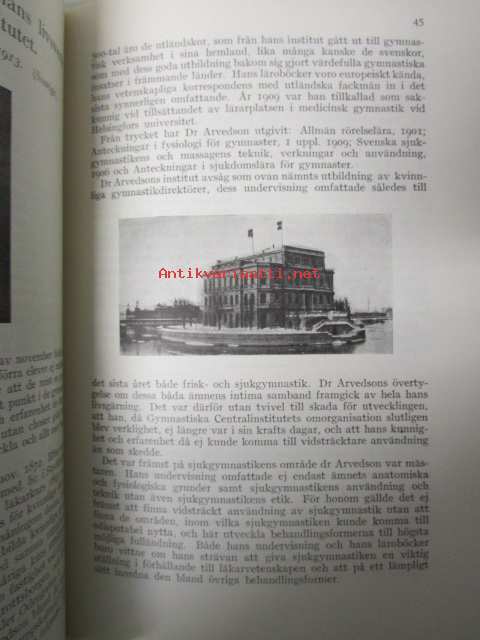 hans livs
tutet.
1913.
45
500-tal äro de utländskor, som från hans institut gått ut till gymnas-
tisk verksamhet i sina hemland, lika många kanske de svenskor,
som med dess goda utbildning bakom sig gjort värdefulla gymnastiska
insatser i främmande länder. Hans läroböcker voro europeiskt kända,
hans vetenskapliga korrespondens med utländska fackmän in i det
sista synnerligen omfattande. År 1909 var han tillkallad som sak-
kunnig vid tillsättandet av lärarplatsen i medicinsk gymnastik vid
Helsingfors universitet.
Från trycket har Dr Arvedson utgivit: Allmän rörelselära, 1901;
Anteckningar i fysiologi för gymnaster, 1 uppl. 1909; Svenska sjuk-
gymnastikens och massagens teknik, verkningar och användning,
1926 och Anteckningar i sjukdomslära för gymnaster.
Dr Arvedsons institut avsåg som ovan nämnts utbildning av kvinn-
liga gymnastikdirektörer, dess undervisning omfattade således till
Antikvariaatti.net
det sista året både frisk- och sjukgymnastik. Dr Arvedsons överty-
gelse om dessa båda ämnens intima samband framgick av hela hans
livsgärning. Det var därför utan tvivel till skada för utvecklingen,
att han, då Gymnastiska Centralinstitutets omorganisation slutligen
blev verklighet, ej längre var i sin krafts dagar, och att hans kunnig-
het och erfarenhet då ej kunde komma till vidsträcktare användning
än som skedde.
Det var främst på sjukgymnastikens område dr Arvedson var mäs-
taren. Hans undervisning omfattade ej endast ämnets anatomiska
och fysiologiska grunder samt sjukgymnastikens användning och
teknik utan även sjukgymnastikens etik. För honom gällde det ej
främst att finna vidsträckt användning av sjukgymnastik utan att
finna de områden, inom vilka sjukgymnastiken kunde komma till
odisputabel nytta, och här utveckla behandlingsformerna till högsta
möjliga fulländning. Både hans undervisning och hans läroböcker
buro vittne om hans strävan att giva sjukgymnastiken en viktig
ställning i förhållande till läkarvetenskapen och att på ett lämpligt
sätt inordna den bland övriga behandlingsformer.